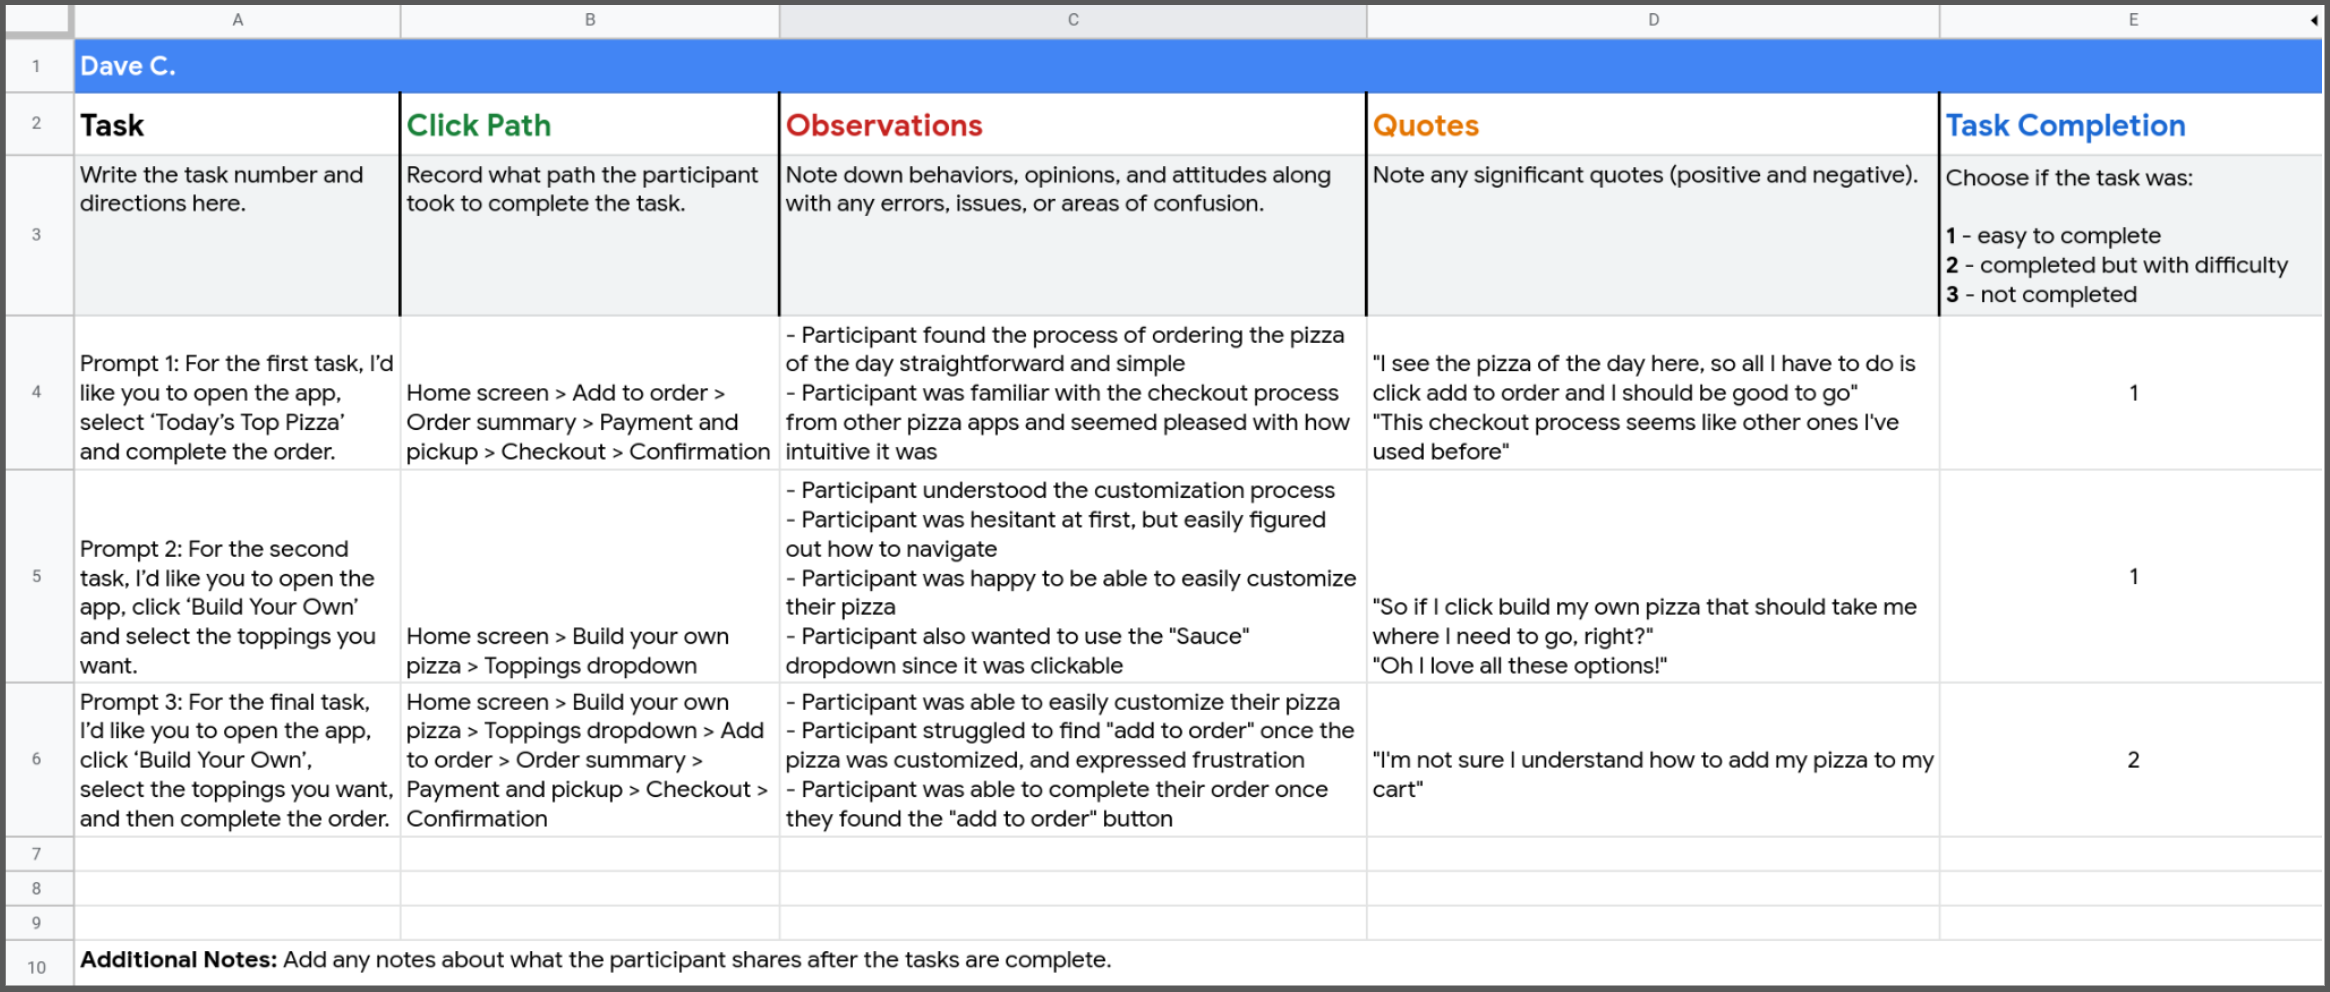 A B C D E
1 Dave C.
2 Task Click Path Observations Quotes Task Completion
3
Write the task number and
directions here.
Record what path the participant
took to complete the task.
Note down behaviors, opinions, and attitudes along
with any errors, issues, or areas of confusion.
Note any significant quotes (positive and negative).
Choose if the task was:
1 - easy to complete
2 - completed but with difficulty
3 - not completed
4
Prompt 1: For the first task, I’d
like you to open the app,
select ‘Today’s Top Pizza’
and complete the order.
Home screen > Add to order >
Order summary > Payment and
pickup > Checkout > Confirmation
- Participant found the process of ordering the pizza
of the day straightforward and simple
- Participant was familiar with the checkout process
from other pizza apps and seemed pleased with how
intuitive it was
"I see the pizza of the day here, so all I have to do is
click add to order and I should be good to go"
"This checkout process seems like other ones I've
used before"
1
5
Prompt 2: For the second
task, I’d like you to open the
app, click ‘Build Your Own’
and select the toppings you
want.
Home screen > Build your own
pizza > Toppings dropdown
- Participant understood the customization process
- Participant was hesitant at first, but easily figured
out how to navigate
- Participant was happy to be able to easily customize
their pizza
- Participant also wanted to use the "Sauce"
dropdown since it was clickable
"So if I click build my own pizza that should take me
where I need to go, right?"
"Oh I love all these options!"
1
6
Prompt 3: For the final task,
I’d like you to open the app,
click ‘Build Your Own’,
select the toppings you want,
and then complete the order.
Home screen > Build your own
pizza > Toppings dropdown > Add
to order > Order summary >
Payment and pickup > Checkout >
Confirmation
- Participant was able to easily customize their pizza
- Participant struggled to find "add to order" once the
pizza was customized, and expressed frustration
- Participant was able to complete their order once
they found the "add to order" button
"I'm not sure I understand how to add my pizza to my
cart"
2
7
8
9
10 Additional Notes: Add any notes about what the participant shares after the tasks are complete.